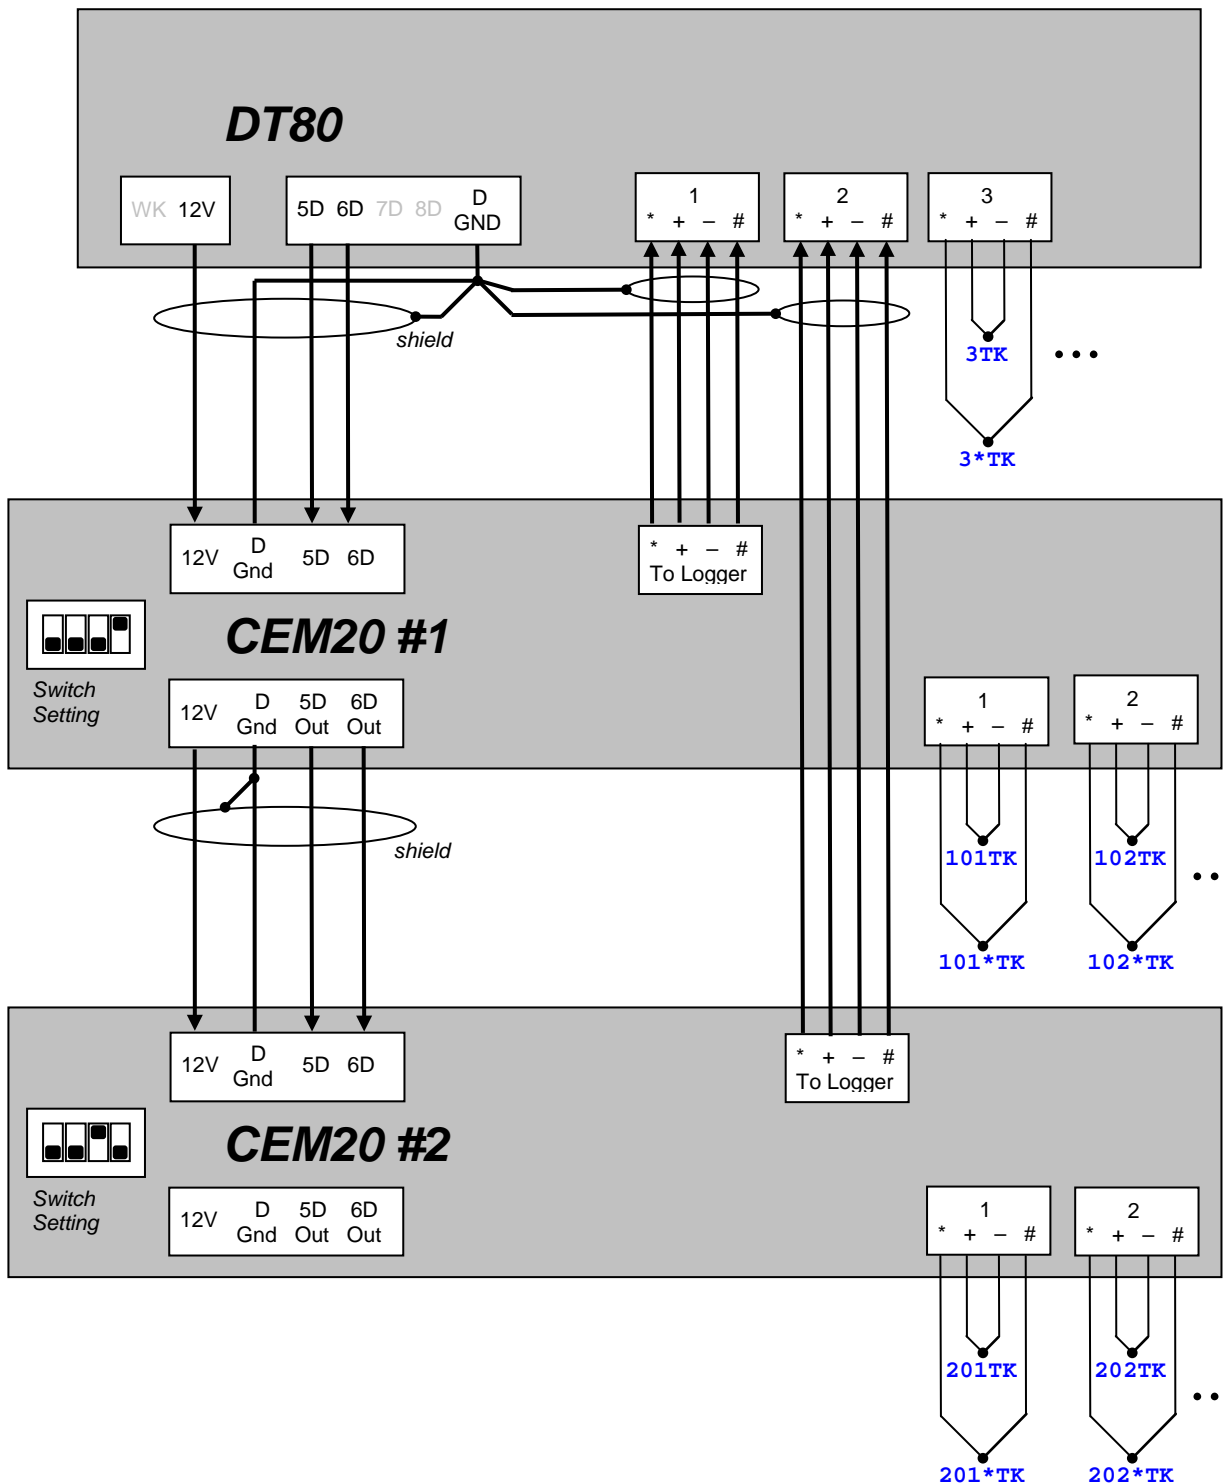 DT80
WK 12V
5D 6D 7D 8D D
GND
1
* + – #
2
* + – #
3
* + – #
shield
3TK
•••
3*TK
12V D
Gnd 5D 6D
* + – #
To Logger
CEM20 #1
Switch
Setting
12V D
Gnd 5D
Out 6D
Out
1
* + – #
2
* + – #
shield
101TK
102TK
••
101*TK
102*TK
12V D
Gnd 5D 6D
* + – #
To Logger
CEM20 #2
Switch
Setting
12V D
Gnd 5D
Out 6D
Out
1
* + – #
2
* + – #
201TK
202TK
••
201*TK
202*TK